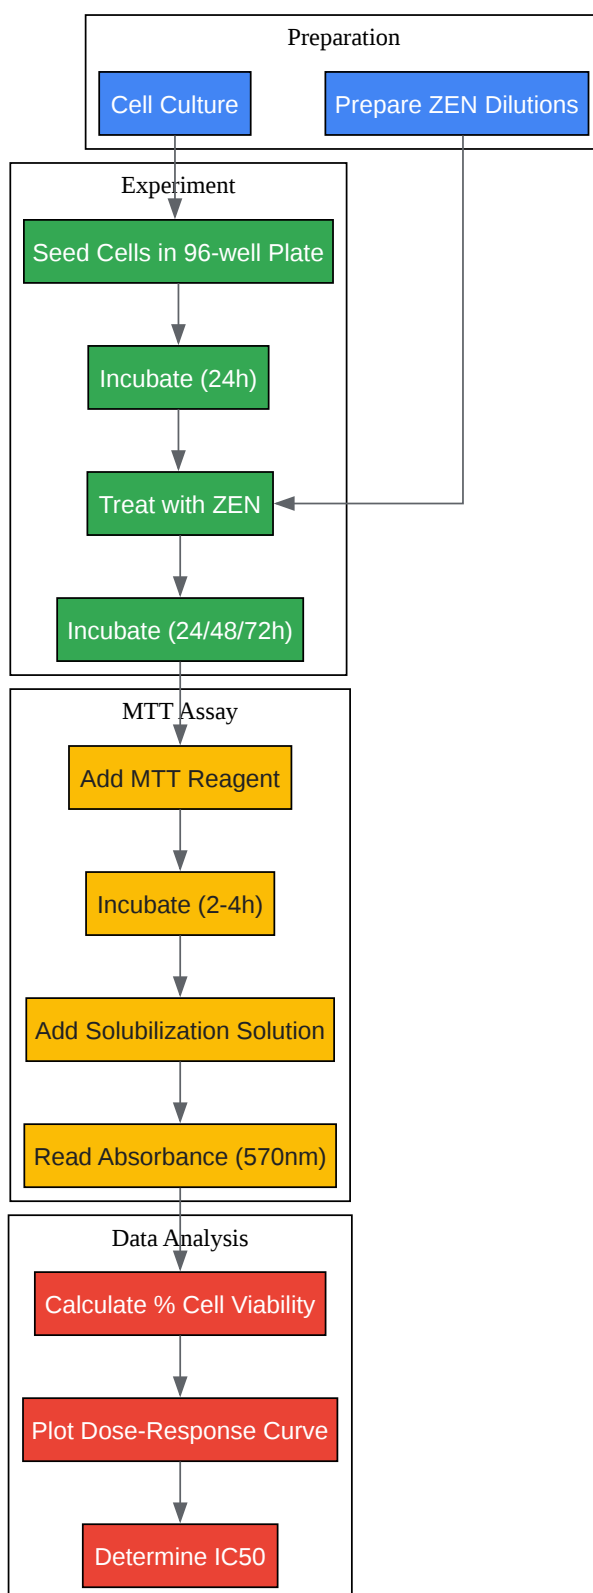 Preparation
Cell Culture
Prepare ZEN Dilutions
Experiment
Seed Cells in 96-well Plate
Incubate (24h)
Treat with ZEN
Incubate (24/48/72h)
MTT Assay
Add MTT Reagent
Incubate (2-4h)
Add Solubilization Solution
Read Absorbance (570nm)
Data Analysis
Calculate % Cell Viability
Plot Dose-Response Curve
Determine IC50